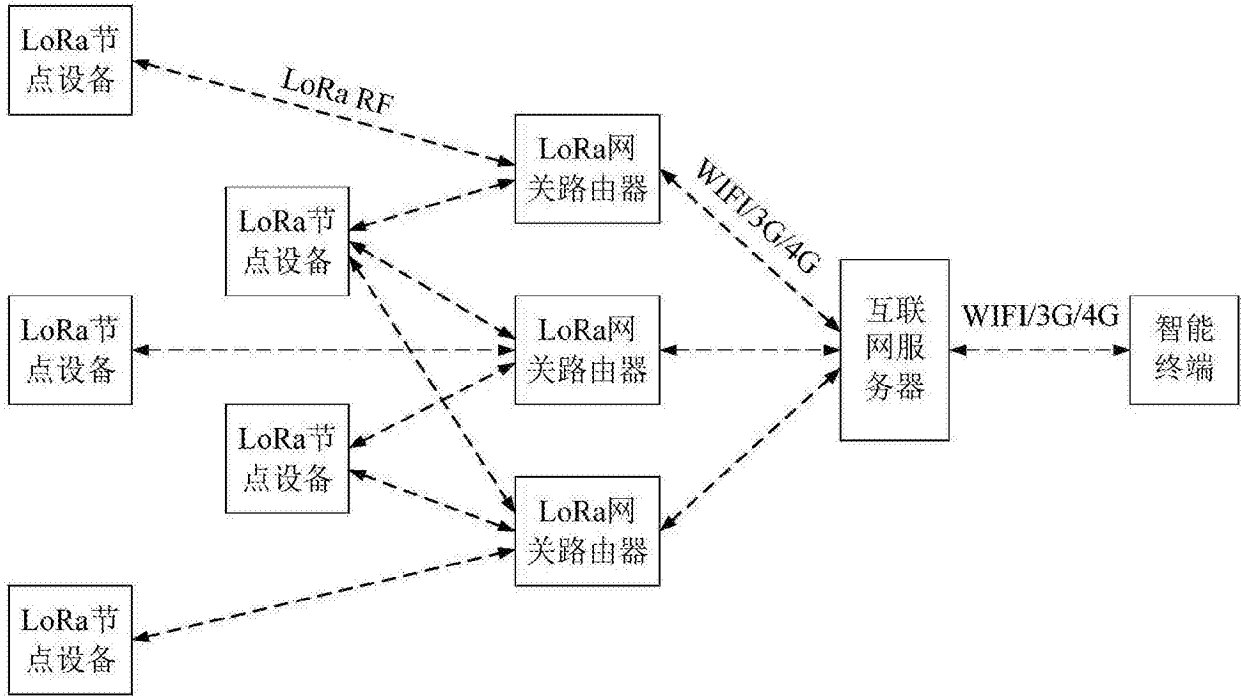 LoRa节
点设备
LoRa RF
LoRa网
关路由器
WIFI/3G/4G
LoRa节
点设备
LoRa节
点设备
LoRa网
关路由器
互联
网服
务器
WIFI/3G/4G
智能
终端
LoRa节
点设备
LoRa网
关路由器
LoRa节
点设备